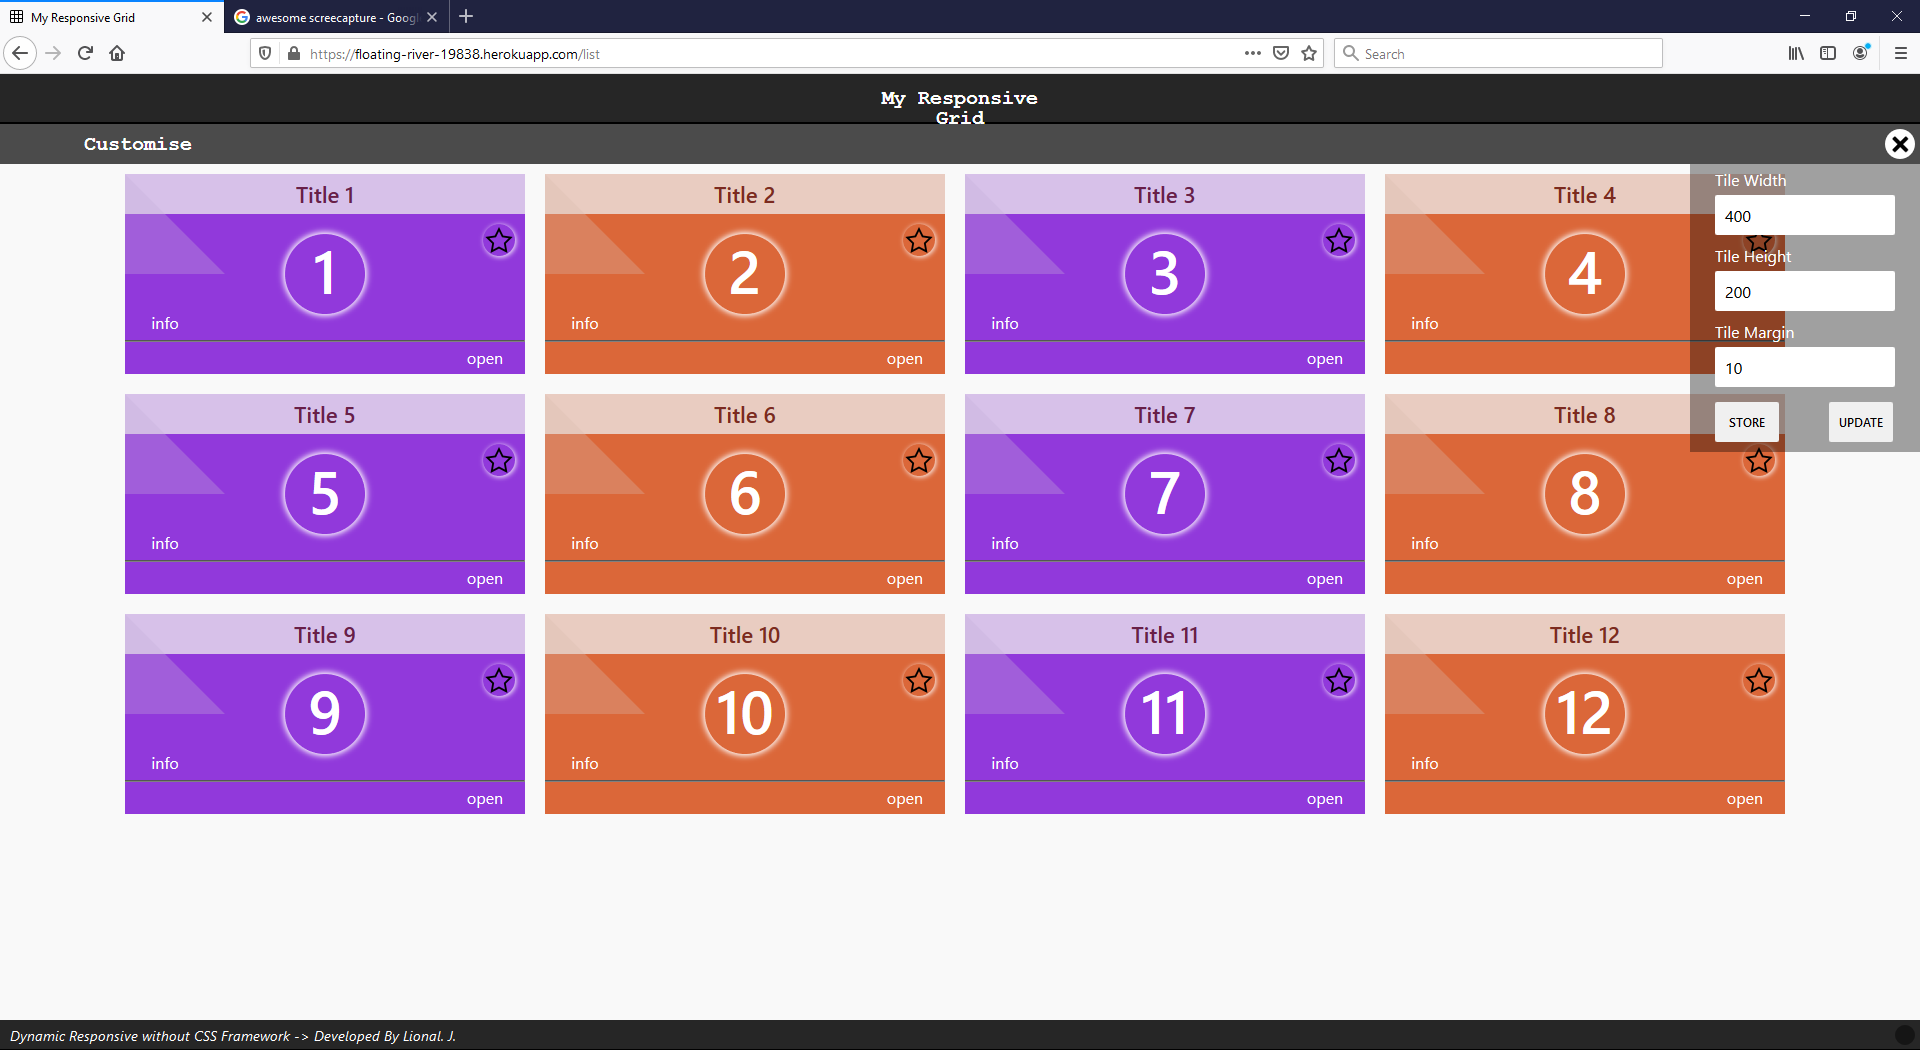 My Responsive Grid
awesome screecapture - Goog
https://floating-river-19838.herokuapp.com/list
Search
My Responsive
Grid
Customise
Title 1
1
info
open
Title 2
2
info
open
Title 3
3
info
open
Title 4
4
info
Tile Width
400
Tile Height
200
Tile Margin
10
STORE
UPDATE
Title 5
5
info
open
Title 6
6
info
open
Title 7
7
info
open
Title 8
8
info
open
Title 9
9
info
open
Title 10
10
info
open
Title 11
11
info
open
Title 12
12
info
open
Dynamic Responsive without CSS Framework -> Developed By Lional. J.